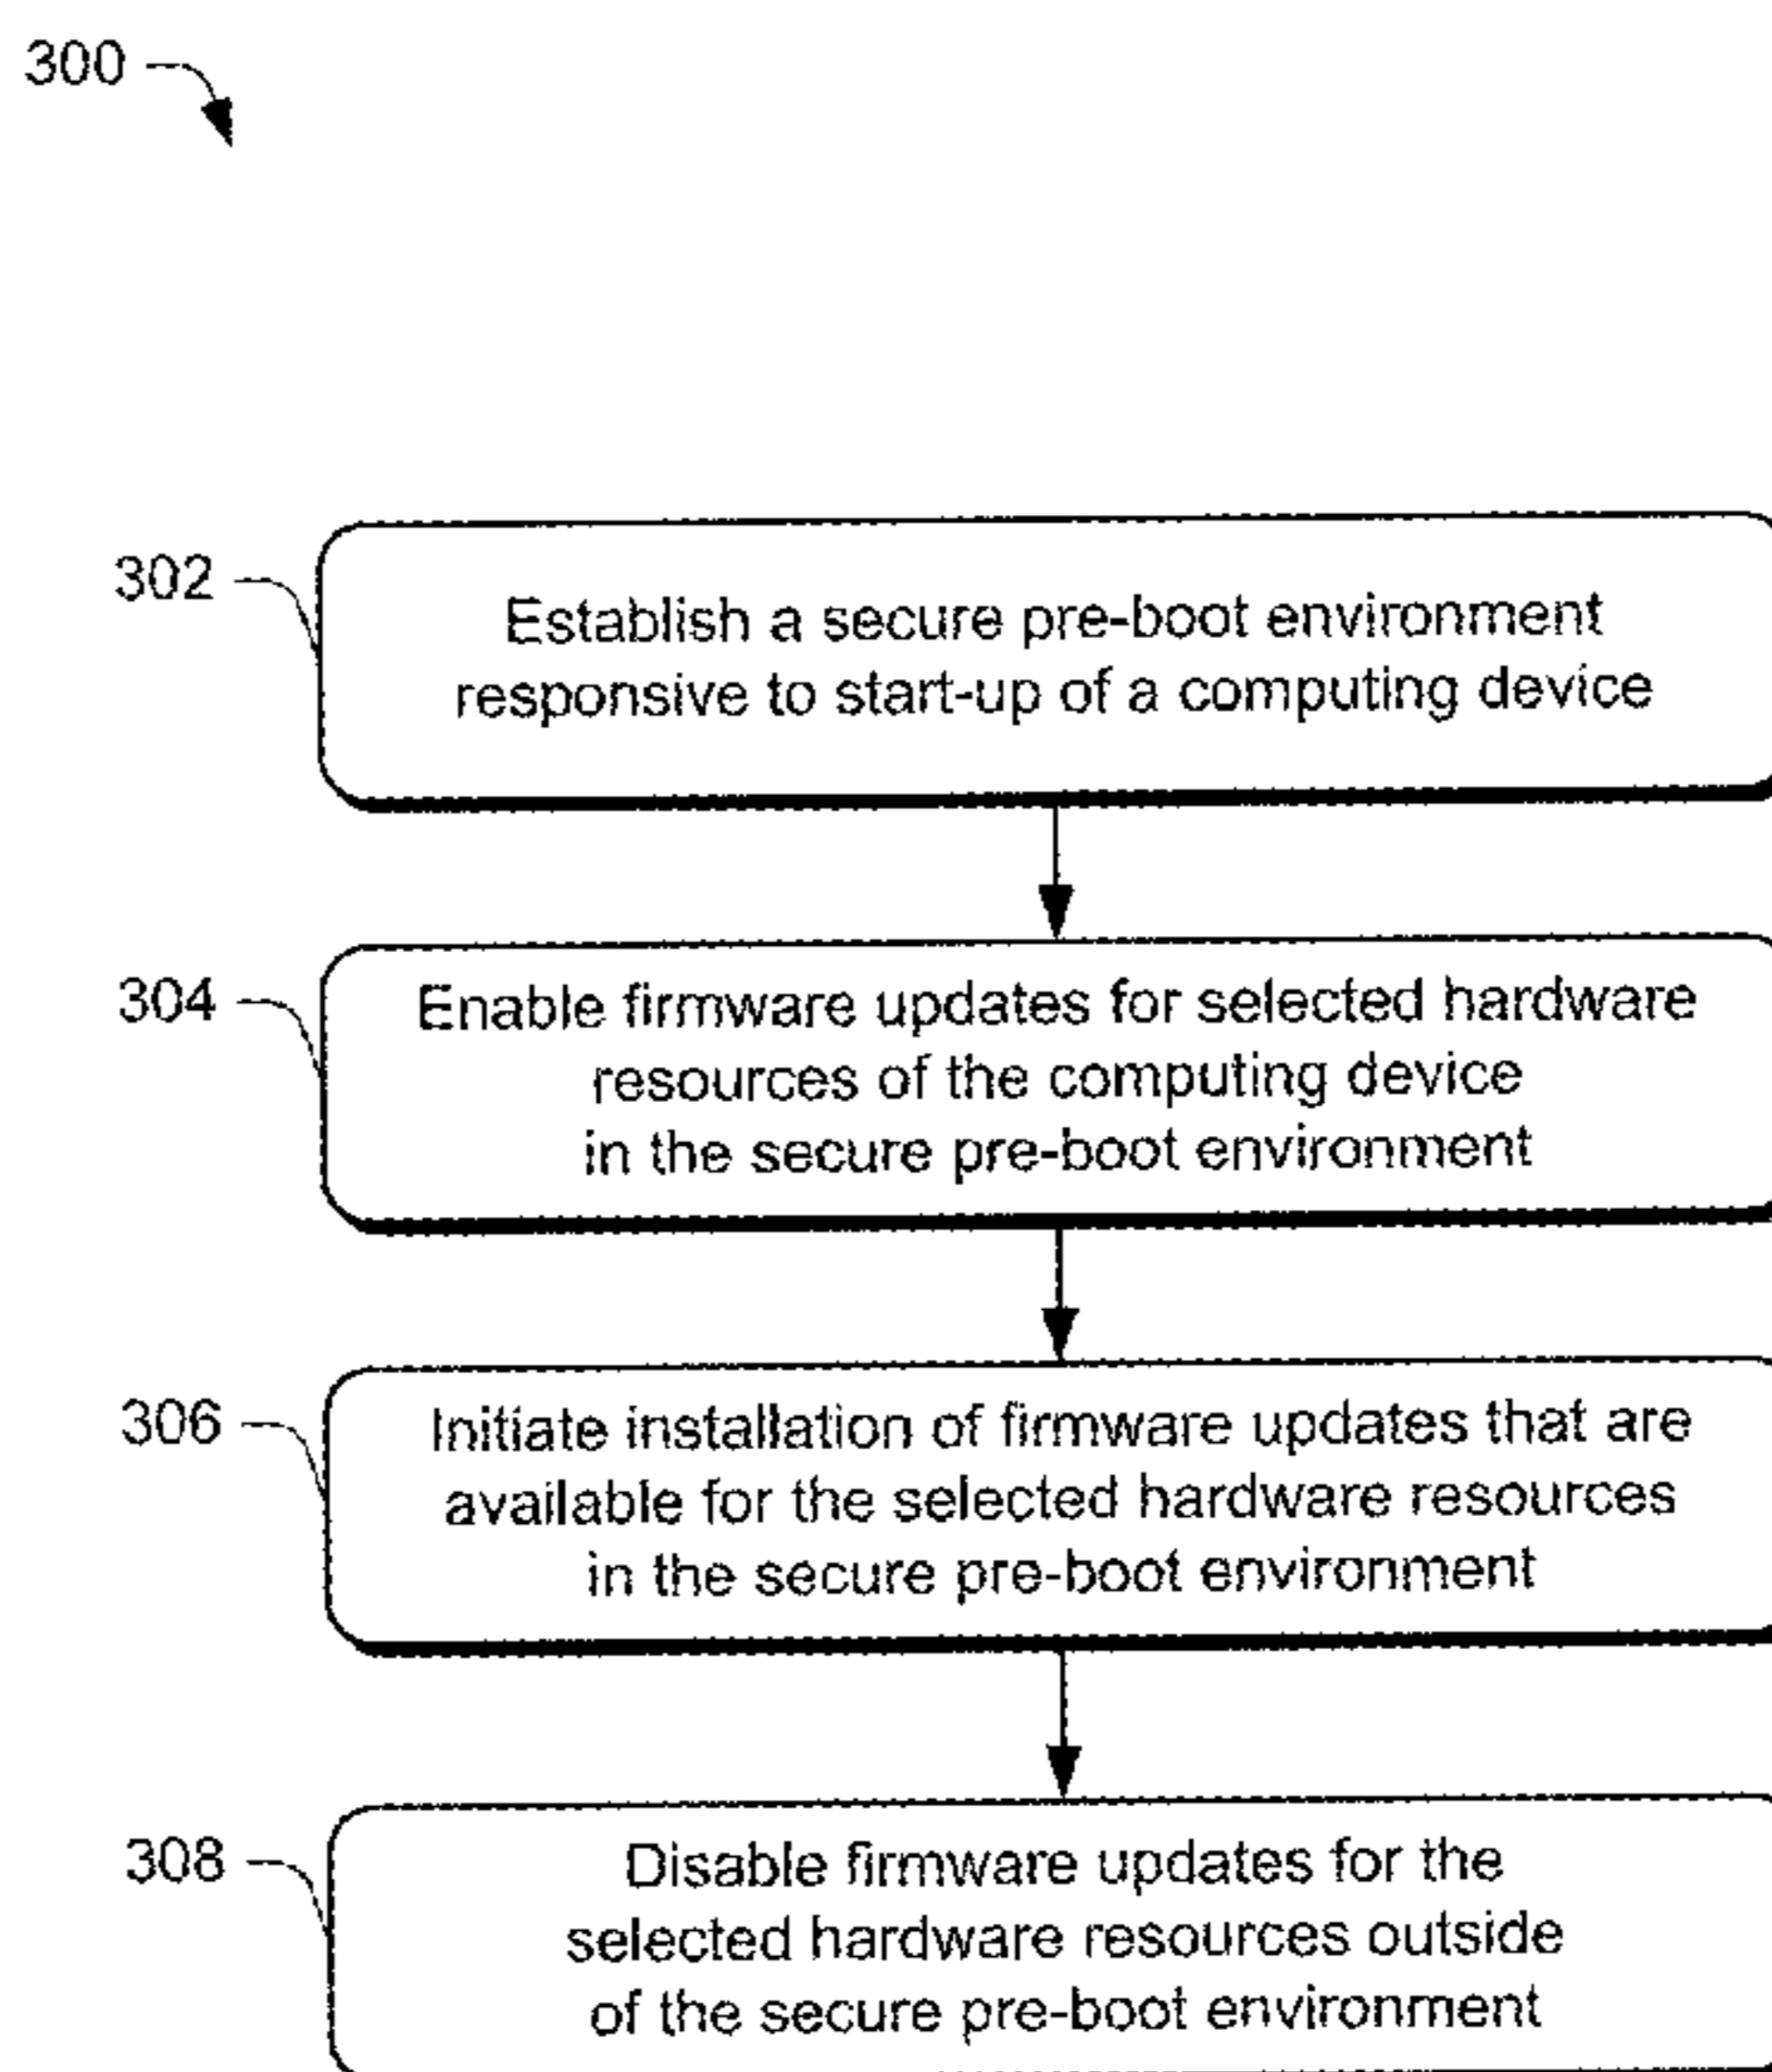 300
302
Establish a secure pre-boot environment
responsive to start-up of a computing device
304
Enable firmware updates for selected hardware
resources of the computing device
in the secure pre-boot environment
306
Initiate installation of firmware updates that are
available for the selected hardware resources
in the secure pre-boot environment
308
Disable firmware updates for the
selected hardware resources outside
of the secure pre-boot environment